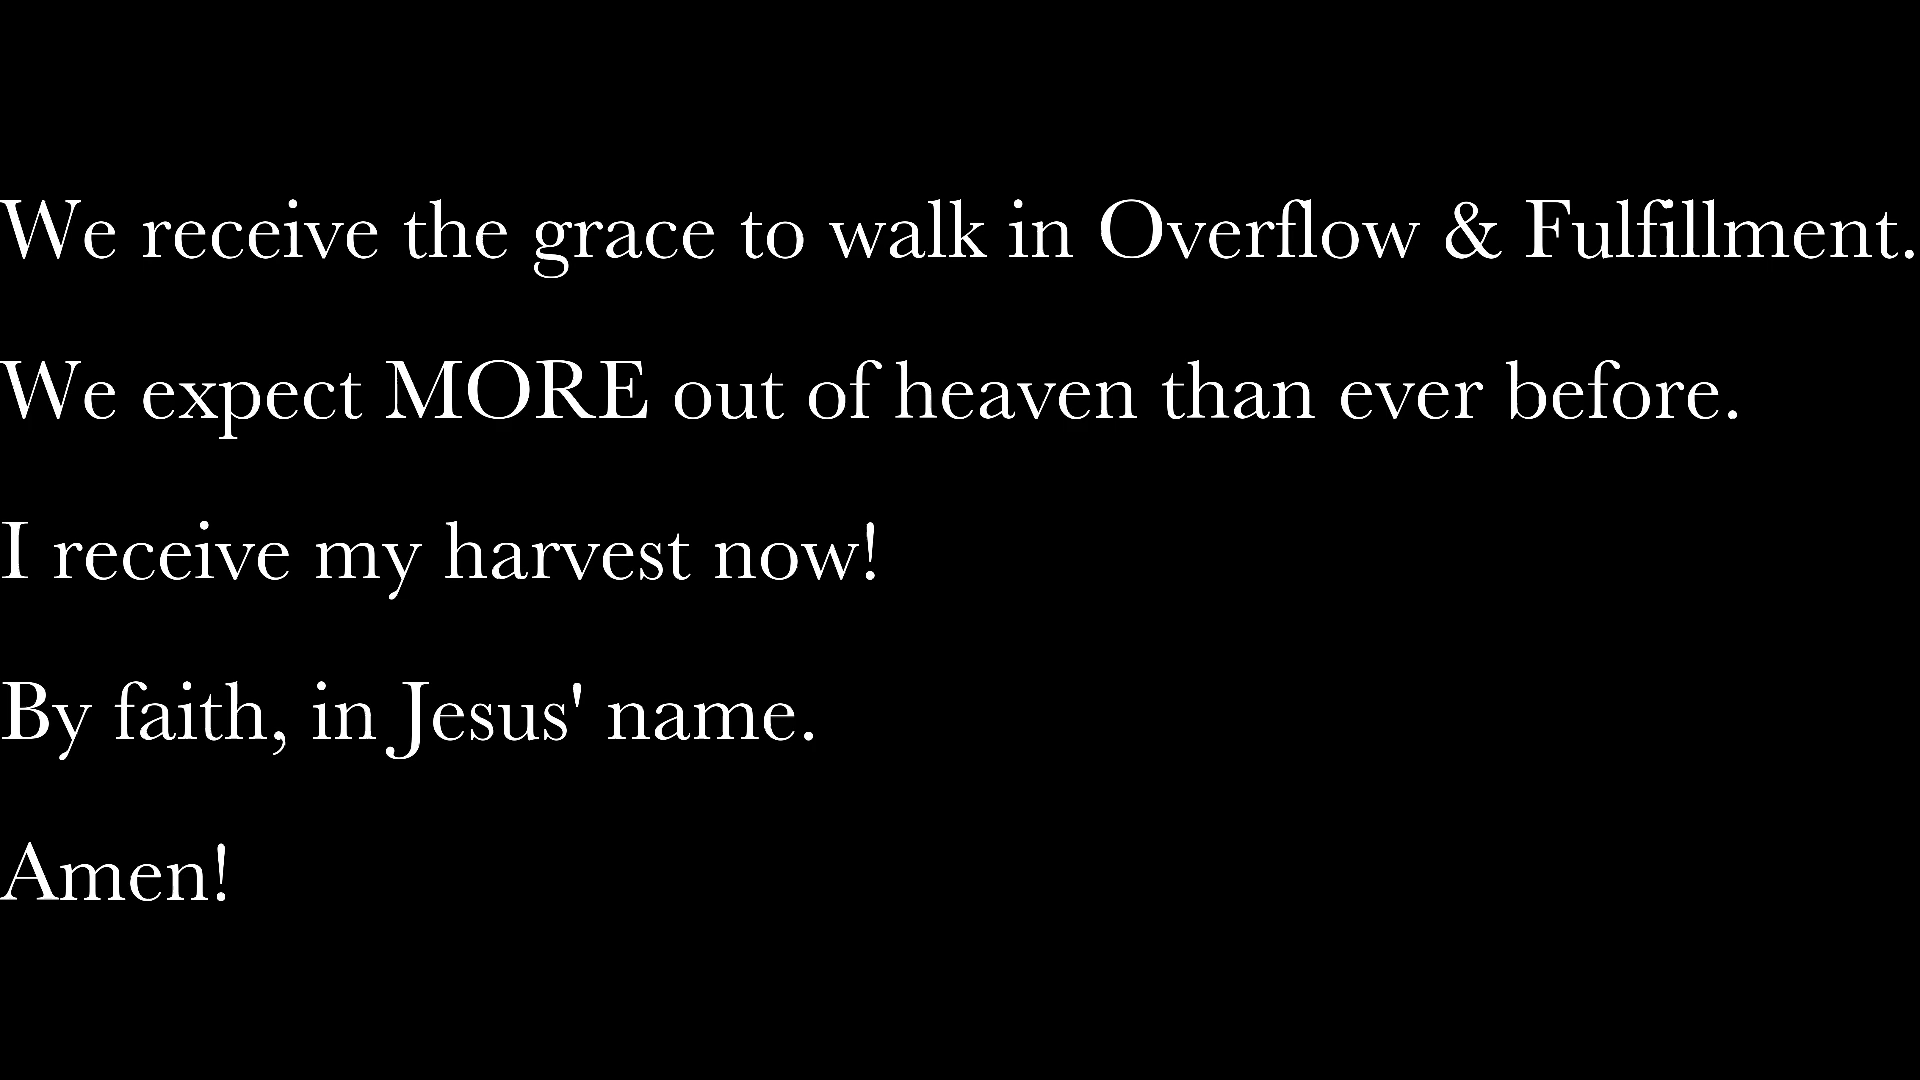 We receive the grace to walk in Overflow & Fulfillment.
We expect MORE out of heaven than ever before.
I receive my harvest now!
By faith, in Jesus' name.
Amen!